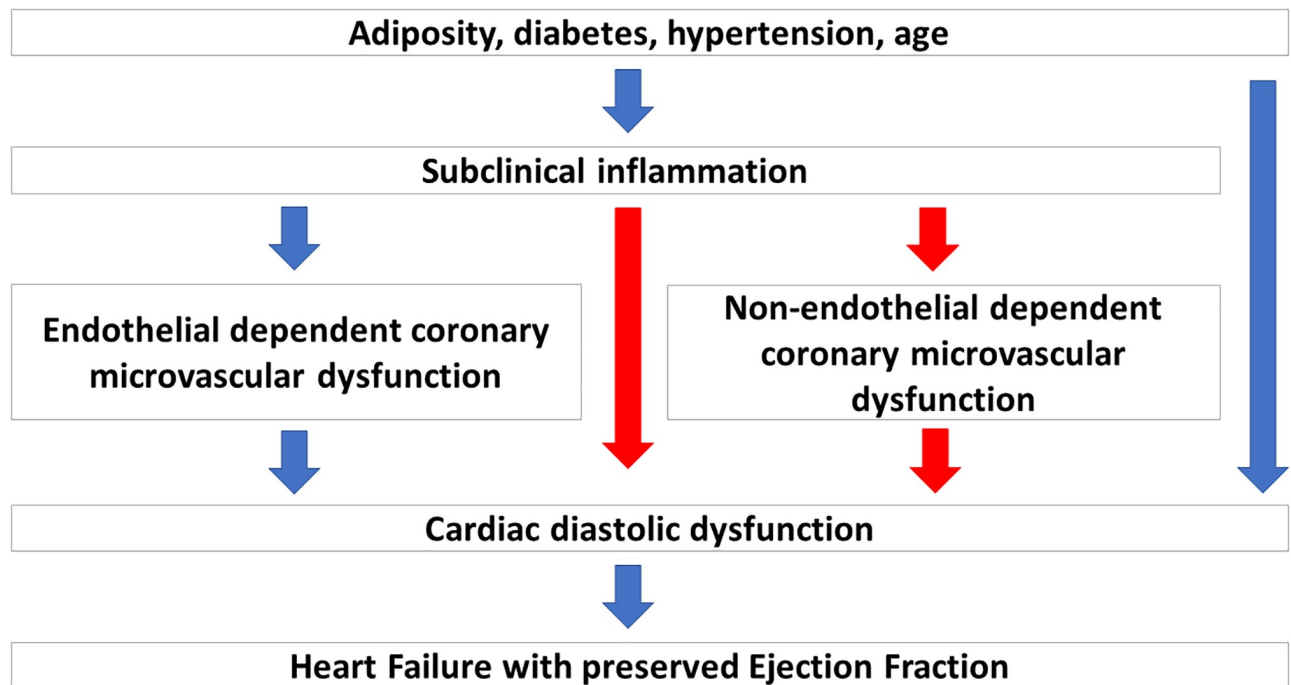 Adiposity, diabetes, hypertension, age
Subclinical inflammation
Endothelial dependent coronary
microvascular dysfunction
Non-endothelial dependent
coronary microvascular
dysfunction
Cardiac diastolic dysfunction
Heart Failure with preserved Ejection Fraction